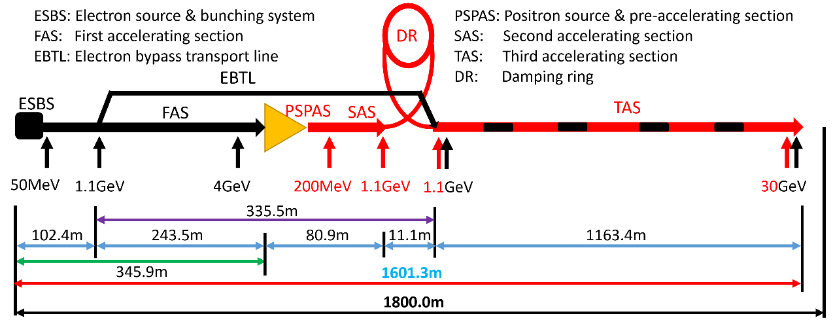 ESBS: Electron source & bunching system
FAS: First accelerating section
EBTL: Electron bypass transport line
PSPAS: Positron source & pre-accelerating section
SAS: Second accelerating section
TAS: Third accelerating section
DR: Damping ring
DR
EBTL
ESBS
FAS
PSPAS
SAS
TAS
50MeV
1.1GeV
4GeV
200MeV
1.1GeV
1.1GeV
30GeV
335.5m
102.4m
243.5m
80.9m
11.1m
1163.4m
345.9m
1601.3m
1800.0m